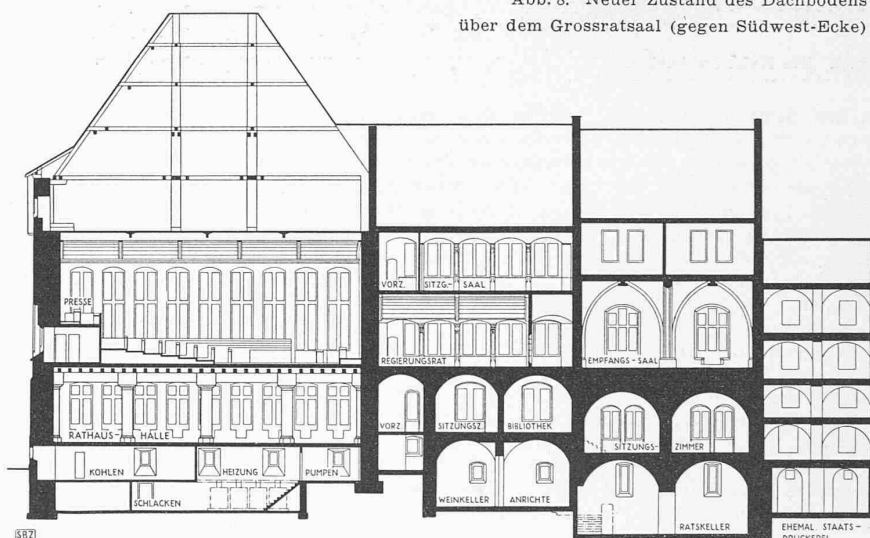 Abb. 8. Neuer Zustand des Dachbodens
über dem Grossratsaal (gegen Südwest-Ecke)
PRESSE
VORZ. SITZG.- SAAL
REGIERUNGSRAT
EMPFANGS-SAAL
RATHAUS- HALLE
VORZ
SITZUNGSZ.
BIBLIOTHEK
SITZUNGS- ZIMMER
KOHLEN
HEIZUNG
PUMPEN
SCHLACKEN
WEINKELLER
ANRICHTE
RATSKELLER
EHEMAL. STAATS-
DRUCKEREI
SBZ